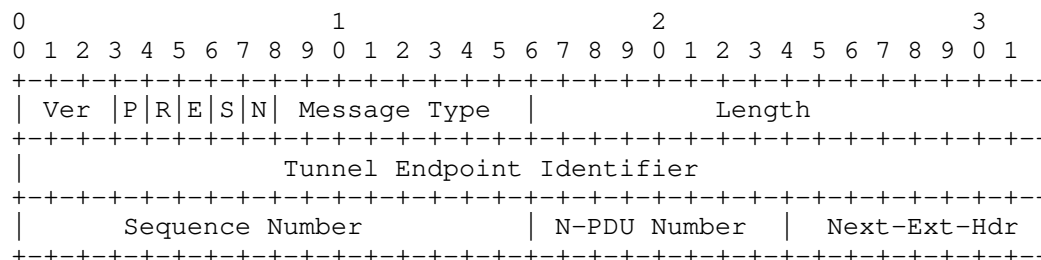 0                   1                   2                   3
0 1 2 3 4 5 6 7 8 9 0 1 2 3 4 5 6 7 8 9 0 1 2 3 4 5 6 7 8 9 0 1
+-+-+-+-+-+-+-+-+-+-+-+-+-+-+-+-+-+-+-+-+-+-+-+-+-+-+-+-+-+-+-+--
| Ver |P|R|E|S|N| Message Type  |           Length
+-+-+-+-+-+-+-+-+-+-+-+-+-+-+-+-+-+-+-+-+-+-+-+-+-+-+-+-+-+-+-+--
|                Tunnel Endpoint Identifier
+-+-+-+-+-+-+-+-+-+-+-+-+-+-+-+-+-+-+-+-+-+-+-+-+-+-+-+-+-+-+-+--
|      Sequence Number          | N-PDU Number  |  Next-Ext-Hdr
+-+-+-+-+-+-+-+-+-+-+-+-+-+-+-+-+-+-+-+-+-+-+-+-+-+-+-+-+-+-+-+--